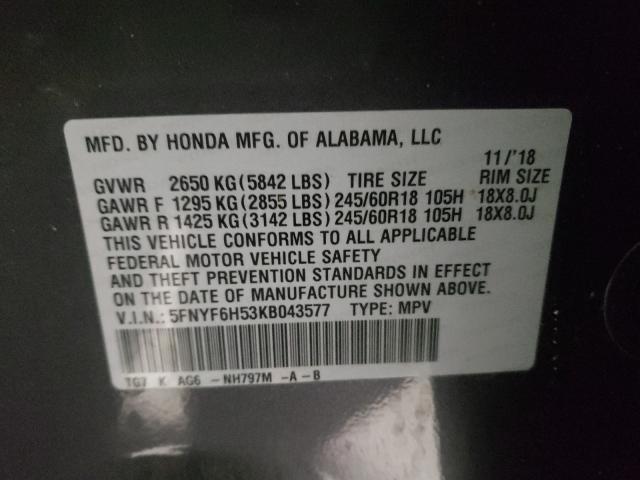 MFD. BY HONDA MFG. OF ALABAMA, LLC
11/'18
GVWR 2650 KG(5842 LBS) TIRE SIZE RIM SIZE
GAWR F 1295 KG(2855 LBS) 245/60R18 105H 18X8.0J
GAWR R 1425 KG(3142 LBS) 245/60R18 105H 18X8.0J
THIS VEHICLE CONFORMS TO ALL APPLICABLE
FEDERAL MOTOR VEHICLE SAFETY
AND THEFT PREVENTION STANDARDS IN EFFECT
ON THE DATE OF MANUFACTURE SHOWN ABOVE.
V.I.N.: 5FNYF6H53KB043577 TYPE: MPV
TG7 K AG6 -NH797M -A-B